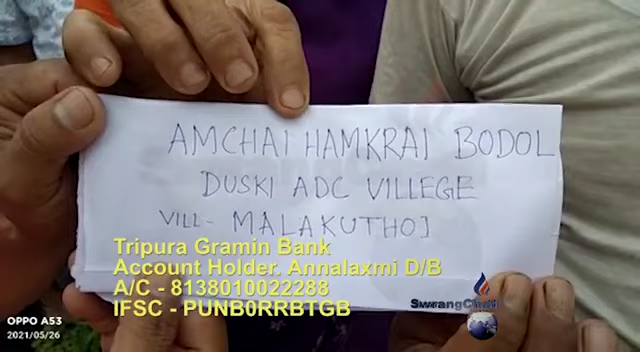 AMCHAI HAMKRAI BODOL
DUSKI ADC VILLEGE
VILL- MALAKUTHOI
Tripura Gramin Bank
Account Holder. Annalaxmi D/B
A/C - 8138010022288
IFSC - PUNB0RRBTGB
OPPO A53
2021/05/26